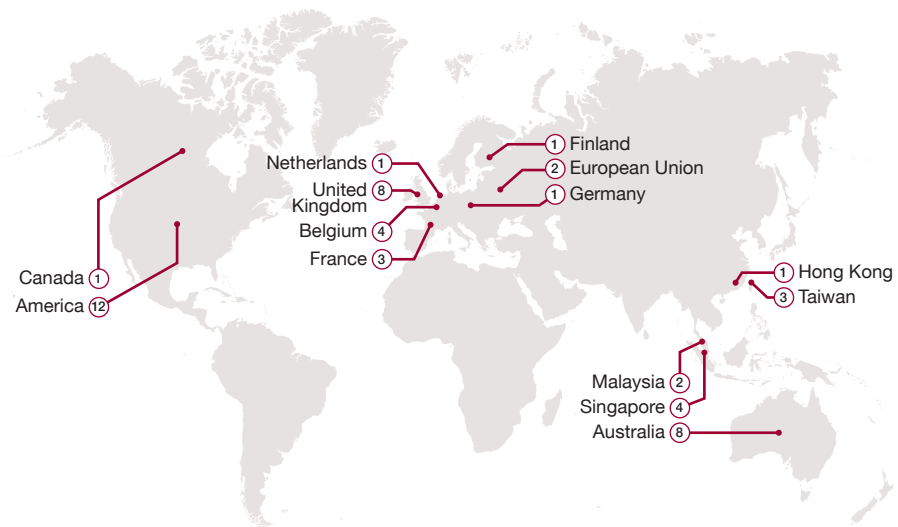 1 Finland
Netherlands 1
2 European Union
United 8
Kingdom
1 Germany
Belgium 4
France 3
Canada 1
1 Hong Kong
America 12
3 Taiwan
Malaysia 2
Singapore 4
Australia 8